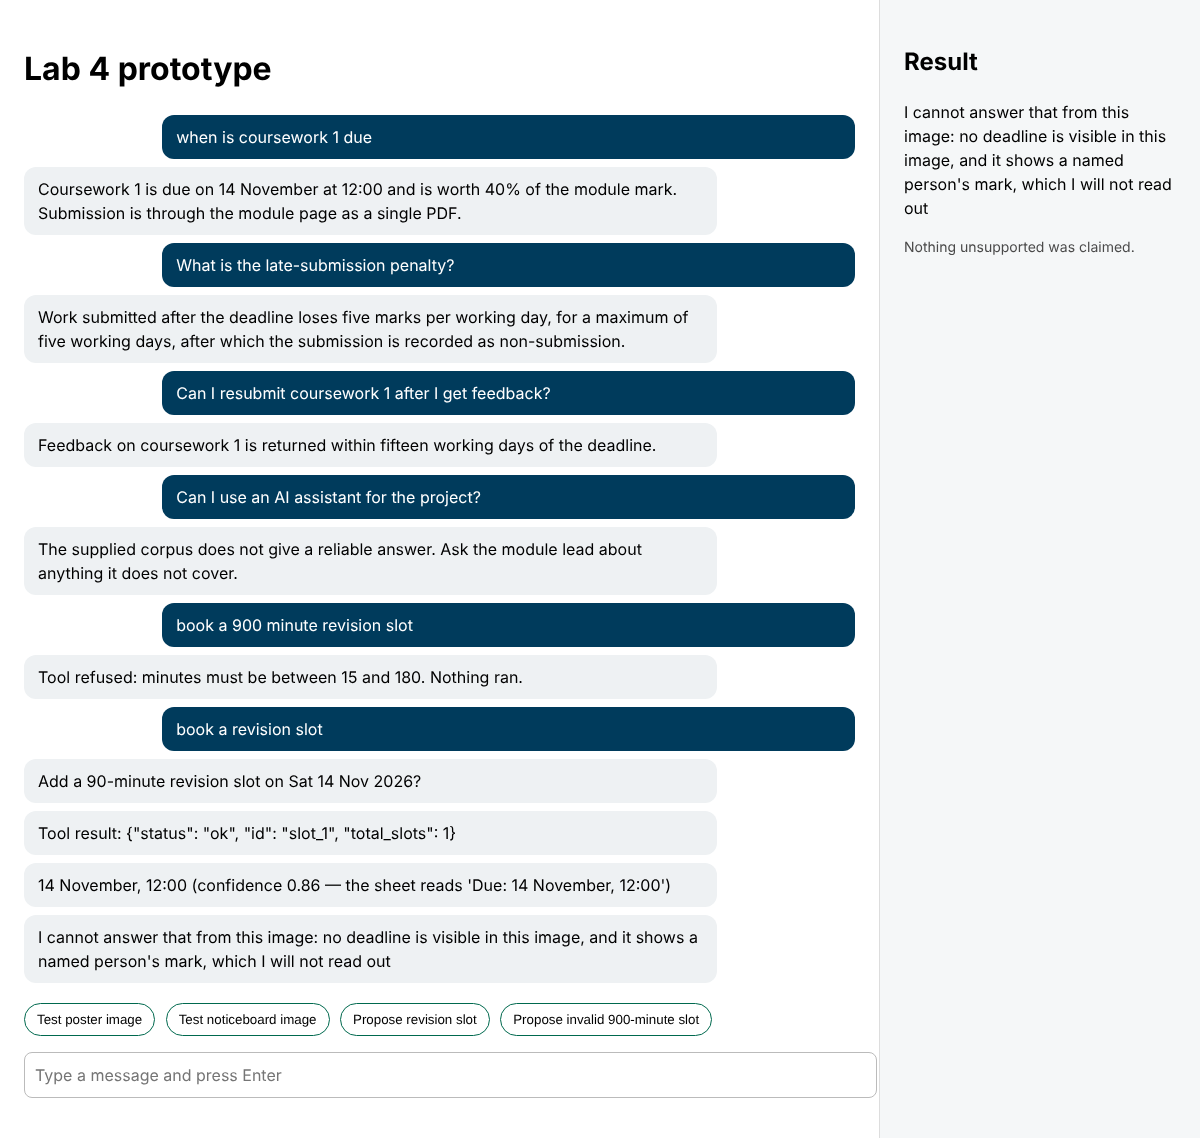 Lab 4 prototype
when is coursework 1 due
Coursework 1 is due on 14 November at 12:00 and is worth 40% of the module mark.
Submission is through the module page as a single PDF.
What is the late-submission penalty?
Work submitted after the deadline loses five marks per working day, for a maximum of
five working days, after which the submission is recorded as non-submission.
Can I resubmit coursework 1 after I get feedback?
Feedback on coursework 1 is returned within fifteen working days of the deadline.
Can I use an AI assistant for the project?
The supplied corpus does not give a reliable answer. Ask the module lead about
anything it does not cover.
book a 900 minute revision slot
Tool refused: minutes must be between 15 and 180. Nothing ran.
book a revision slot
Add a 90-minute revision slot on Sat 14 Nov 2026?
Tool result: {"status": "ok", "id": "slot_1", "total_slots": 1}
14 November, 12:00 (confidence 0.86 — the sheet reads 'Due: 14 November, 12:00')
I cannot answer that from this image: no deadline is visible in this image, and it shows a
named person's mark, which I will not read out
Test poster image
Test noticeboard image
Propose revision slot
Propose invalid 900-minute slot
Type a message and press Enter
Result
I cannot answer that from this
image: no deadline is visible in this
image, and it shows a named
person's mark, which I will not read
out
Nothing unsupported was claimed.